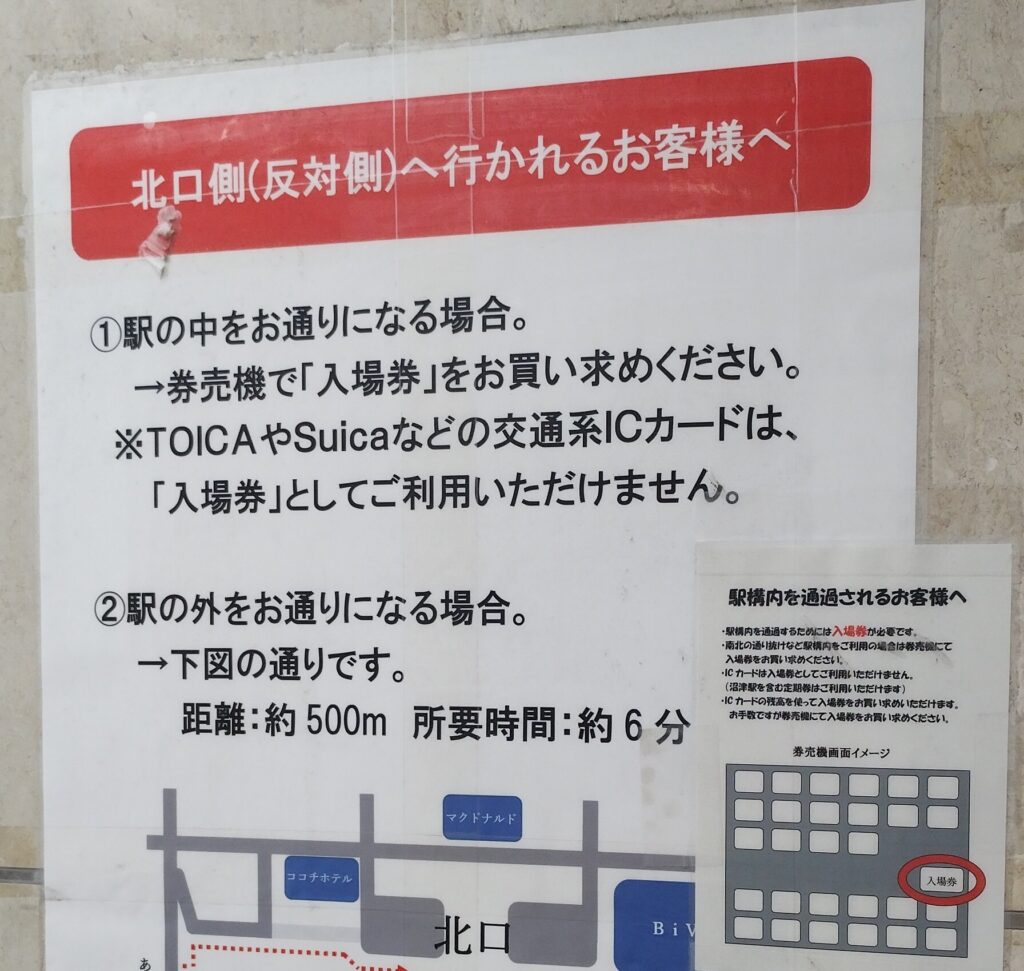 北口側(反対側)へ行かれるお客様へ
①駅の中をお通りになる場合。
→券売機で「入場券」をお買い求めください。
※TOICAやSuicaなどの交通系ICカードは、
「入場券」としてご利用いただけません。
②駅の外をお通りになる場合。
→下図の通りです。
距離:約500m 所要時間:約6分
マクドナルド
ココチホテル
北口
BiV
あ
駅構内を通過されるお客様へ
・駅構内を通過するためには入場券が必要です。
・南北の通り抜けなど駅構内をご利用の場合は券売機にて
入場券をお買い求めください。
・ICカードは入場券としてご利用いただけません。
(沼津駅を含む定期券はご利用いただけます)
・ICカードの残高を使って入場券をお買い求めいただけます。
お手数ですが券売機にて入場券をお買い求めください。
券売機画面イメージ
入場券